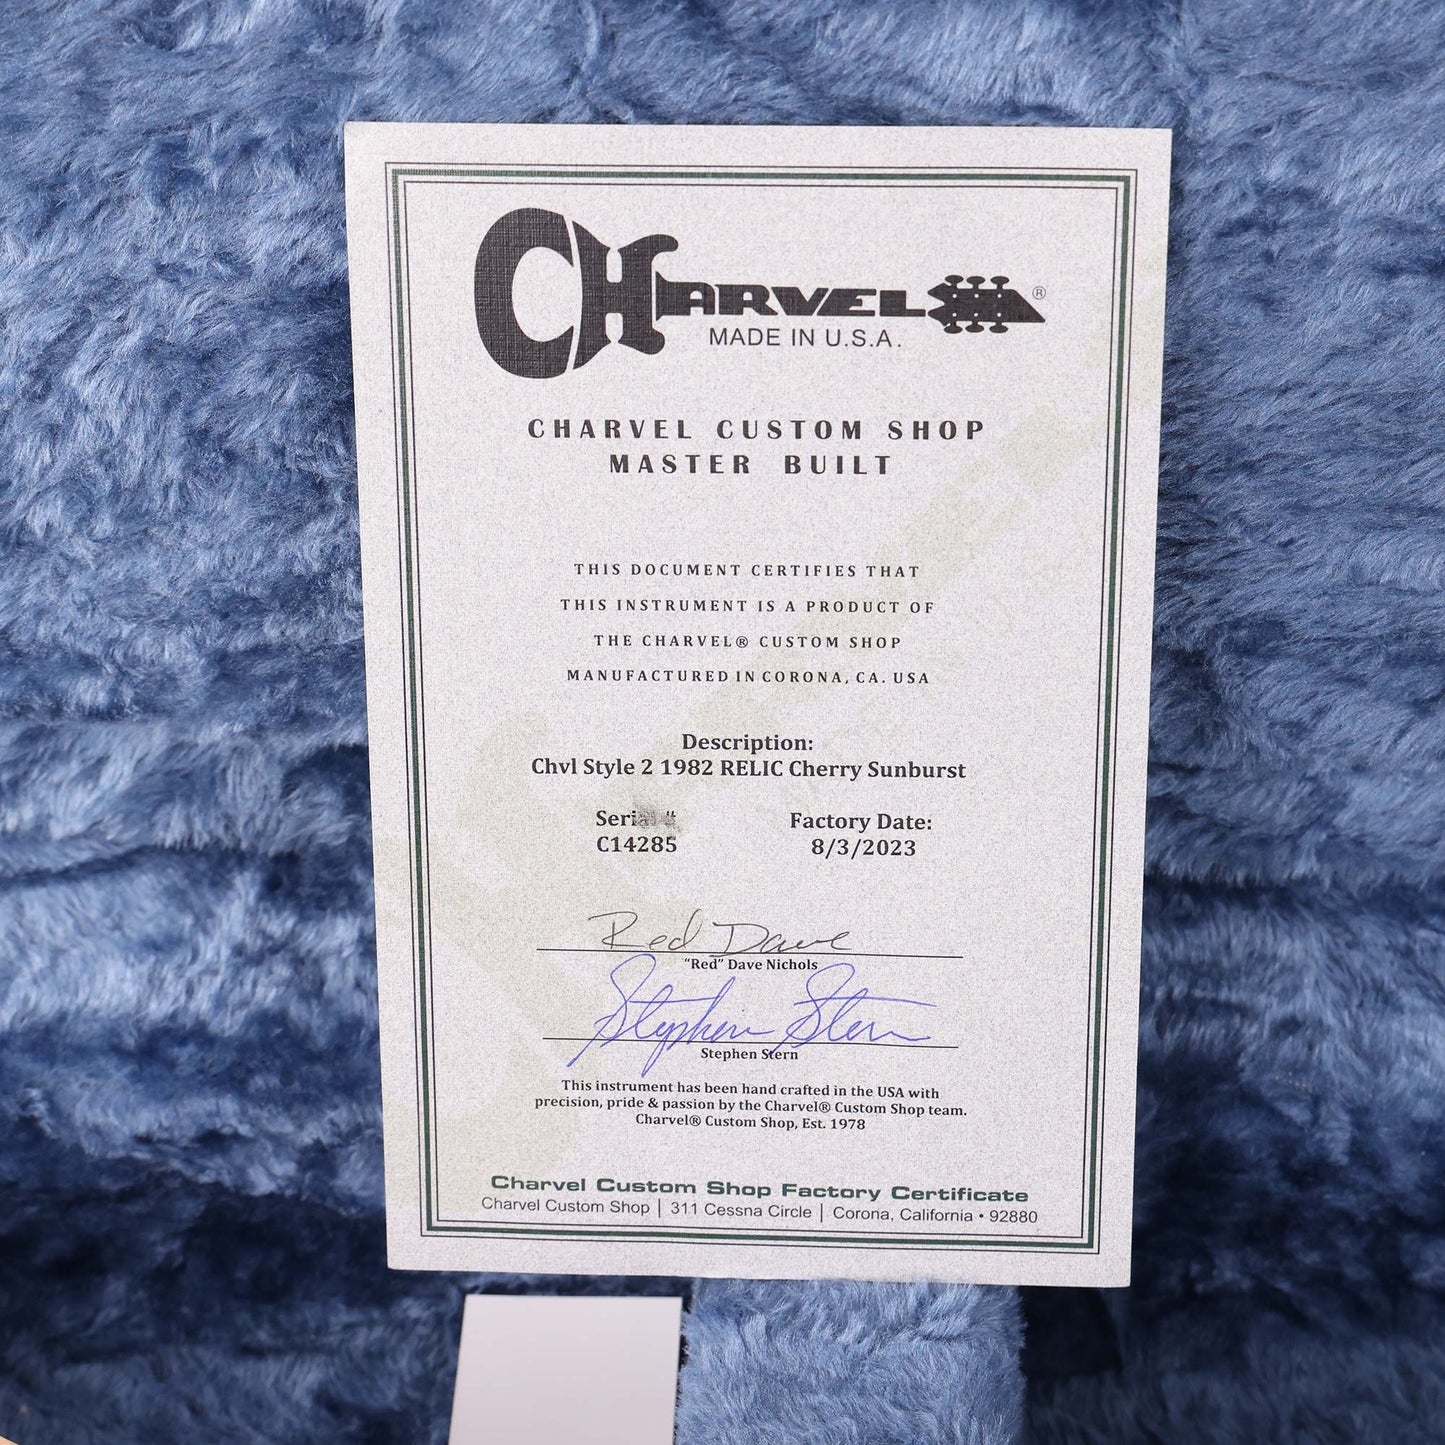 CHARVEL®
MADE IN U.S.A.
CHARVEL CUSTOM SHOP
MASTER BUILT
THIS DOCUMENT CERTIFIES THAT
THIS INSTRUMENT IS A PRODUCT OF
THE CHARVEL® CUSTOM SHOP
MANUFACTURED IN CORONA, CA. USA
Description:
Chvl Style 2 1982 RELIC Cherry Sunburst
Serial #
C14285
Factory Date:
8/3/2023
Red Dave
"Red" Dave Nichols
Stephen Stern
Stephen Stern
This instrument has been hand crafted in the USA with
precision, pride & passion by the Charvel® Custom Shop team.
Charvel® Custom Shop, Est. 1978
Charvel Custom Shop Factory Certificate
Charvel Custom Shop | 311 Cessna Circle | Corona, California • 92880